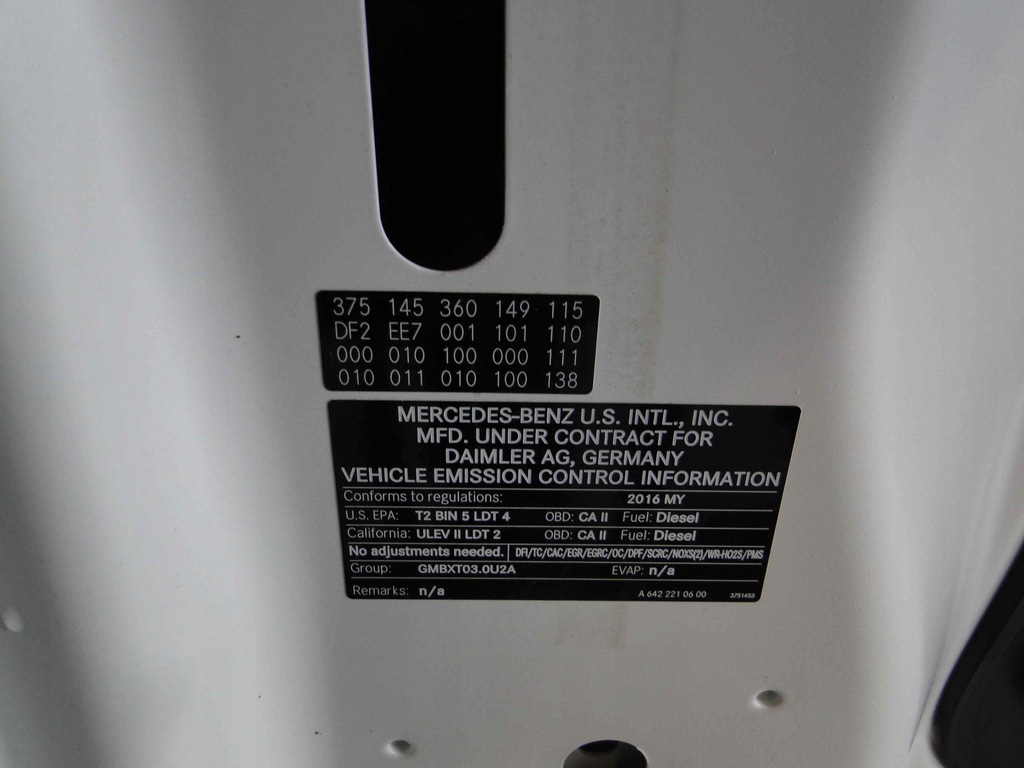 375 145 360 149 115
DF2 EE7 001 101 110
000 010 100 000 111
010 011 010 100 138
MERCEDES-BENZ U.S. INTL., INC.
MFD. UNDER CONTRACT FOR
DAIMLER AG, GERMANY
VEHICLE EMISSION CONTROL INFORMATION
Conforms to regulations: 2016 MY
U.S. EPA: T2 BIN 5 LDT 4 OBD: CA II Fuel: Diesel
California: ULEV II LDT 2 OBD: CA II Fuel: Diesel
No adjustments needed. DFI/TC/CAC/EGR/EGRC/OC/DPF/SCRC/NOXS(2)/WR-HO2S/PMS
Group: GMBXT03.0U2A EVAP: n/a
Remarks: n/a A 642 221 06 00 3751453